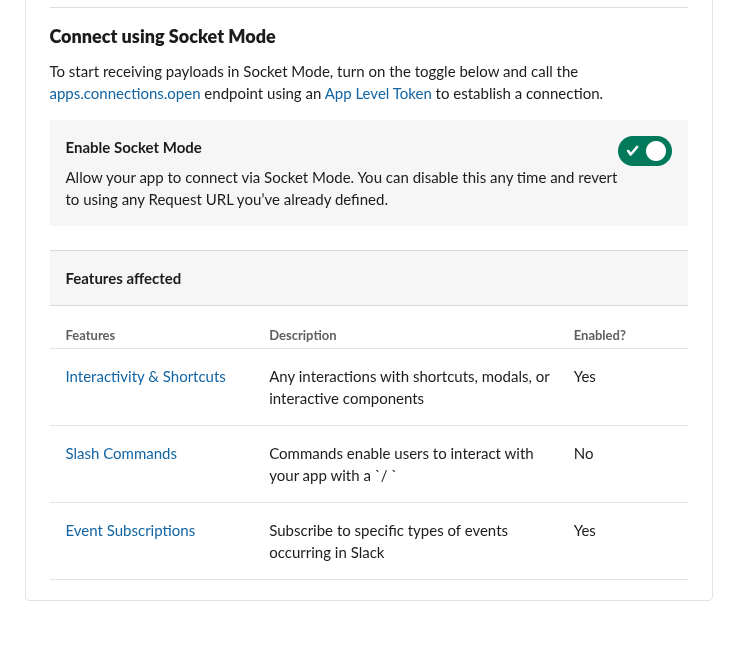 Connect using Socket Mode
To start receiving payloads in Socket Mode, turn on the toggle below and call the
apps.connections.open endpoint using an App Level Token to establish a connection.
Enable Socket Mode
Allow your app to connect via Socket Mode. You can disable this any time and revert
to using any Request URL you’ve already defined.
Features affected
Features Description Enabled?
Interactivity & Shortcuts Any interactions with shortcuts, modals, or Yes
interactive components
Slash Commands Commands enable users to interact with No
your app with a `/ `
Event Subscriptions Subscribe to specific types of events Yes
occurring in Slack